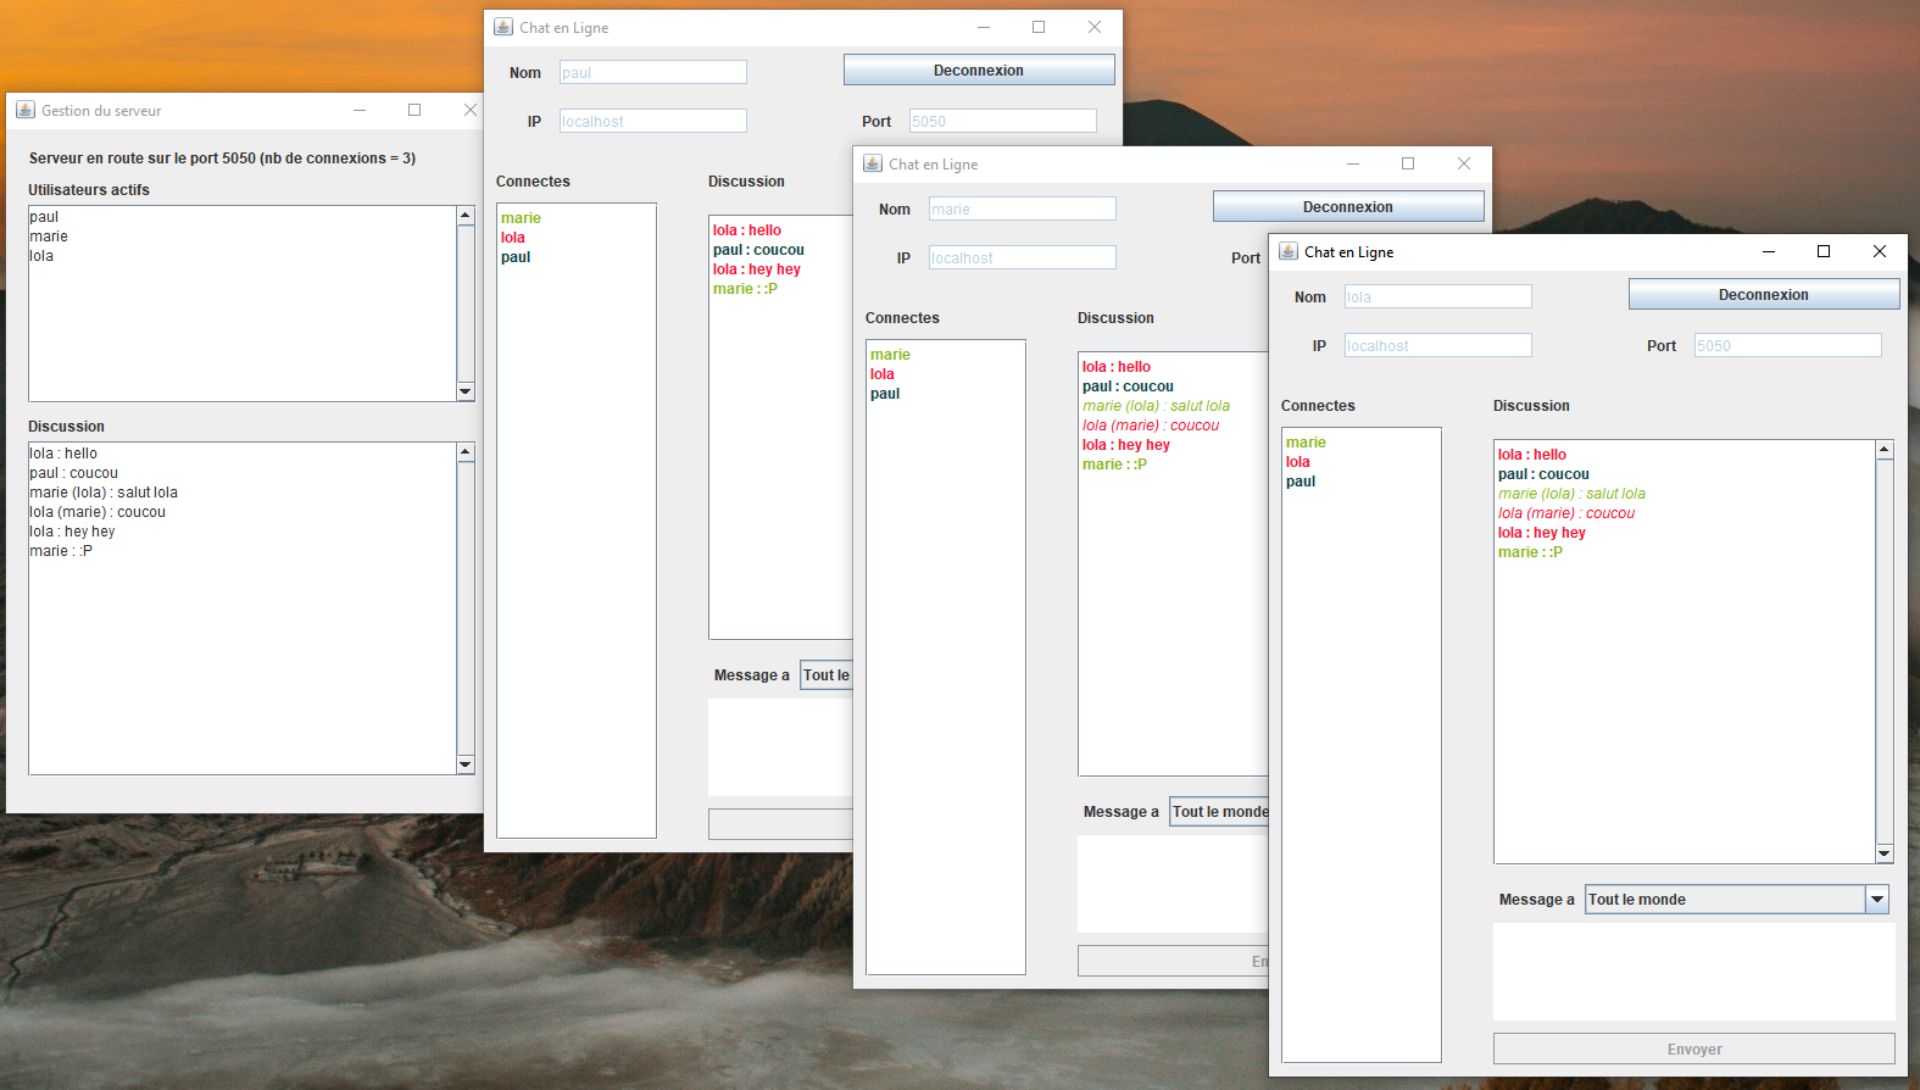 Gestion du serveur
Serveur en route sur le port 5050 (nb de connexions = 3)
Utilisateurs actifs
paul
marie
lola
Discussion
lola : hello
paul : coucou
marie (lola) : salut lola
lola (marie) : coucou
lola : hey hey
marie : :P
Chat en Ligne
Nom paul Deconnexion
IP localhost Port 5050
Connectes Discussion
marie
lola
paul
lola : hello
paul : coucou
lola : hey hey
marie : :P
Message a Tout le
Chat en Ligne
Nom marie Deconnexion
IP localhost Port
Connectes Discussion
marie
lola
paul
lola : hello
paul : coucou
marie (lola) : salut lola
lola (marie) : coucou
lola : hey hey
marie : :P
Message a Tout le monde
En
Chat en Ligne
Nom lola Deconnexion
IP localhost Port 5050
Connectes Discussion
marie
lola
paul
lola : hello
paul : coucou
marie (lola) : salut lola
lola (marie) : coucou
lola : hey hey
marie : :P
Message a Tout le monde
Envoyer